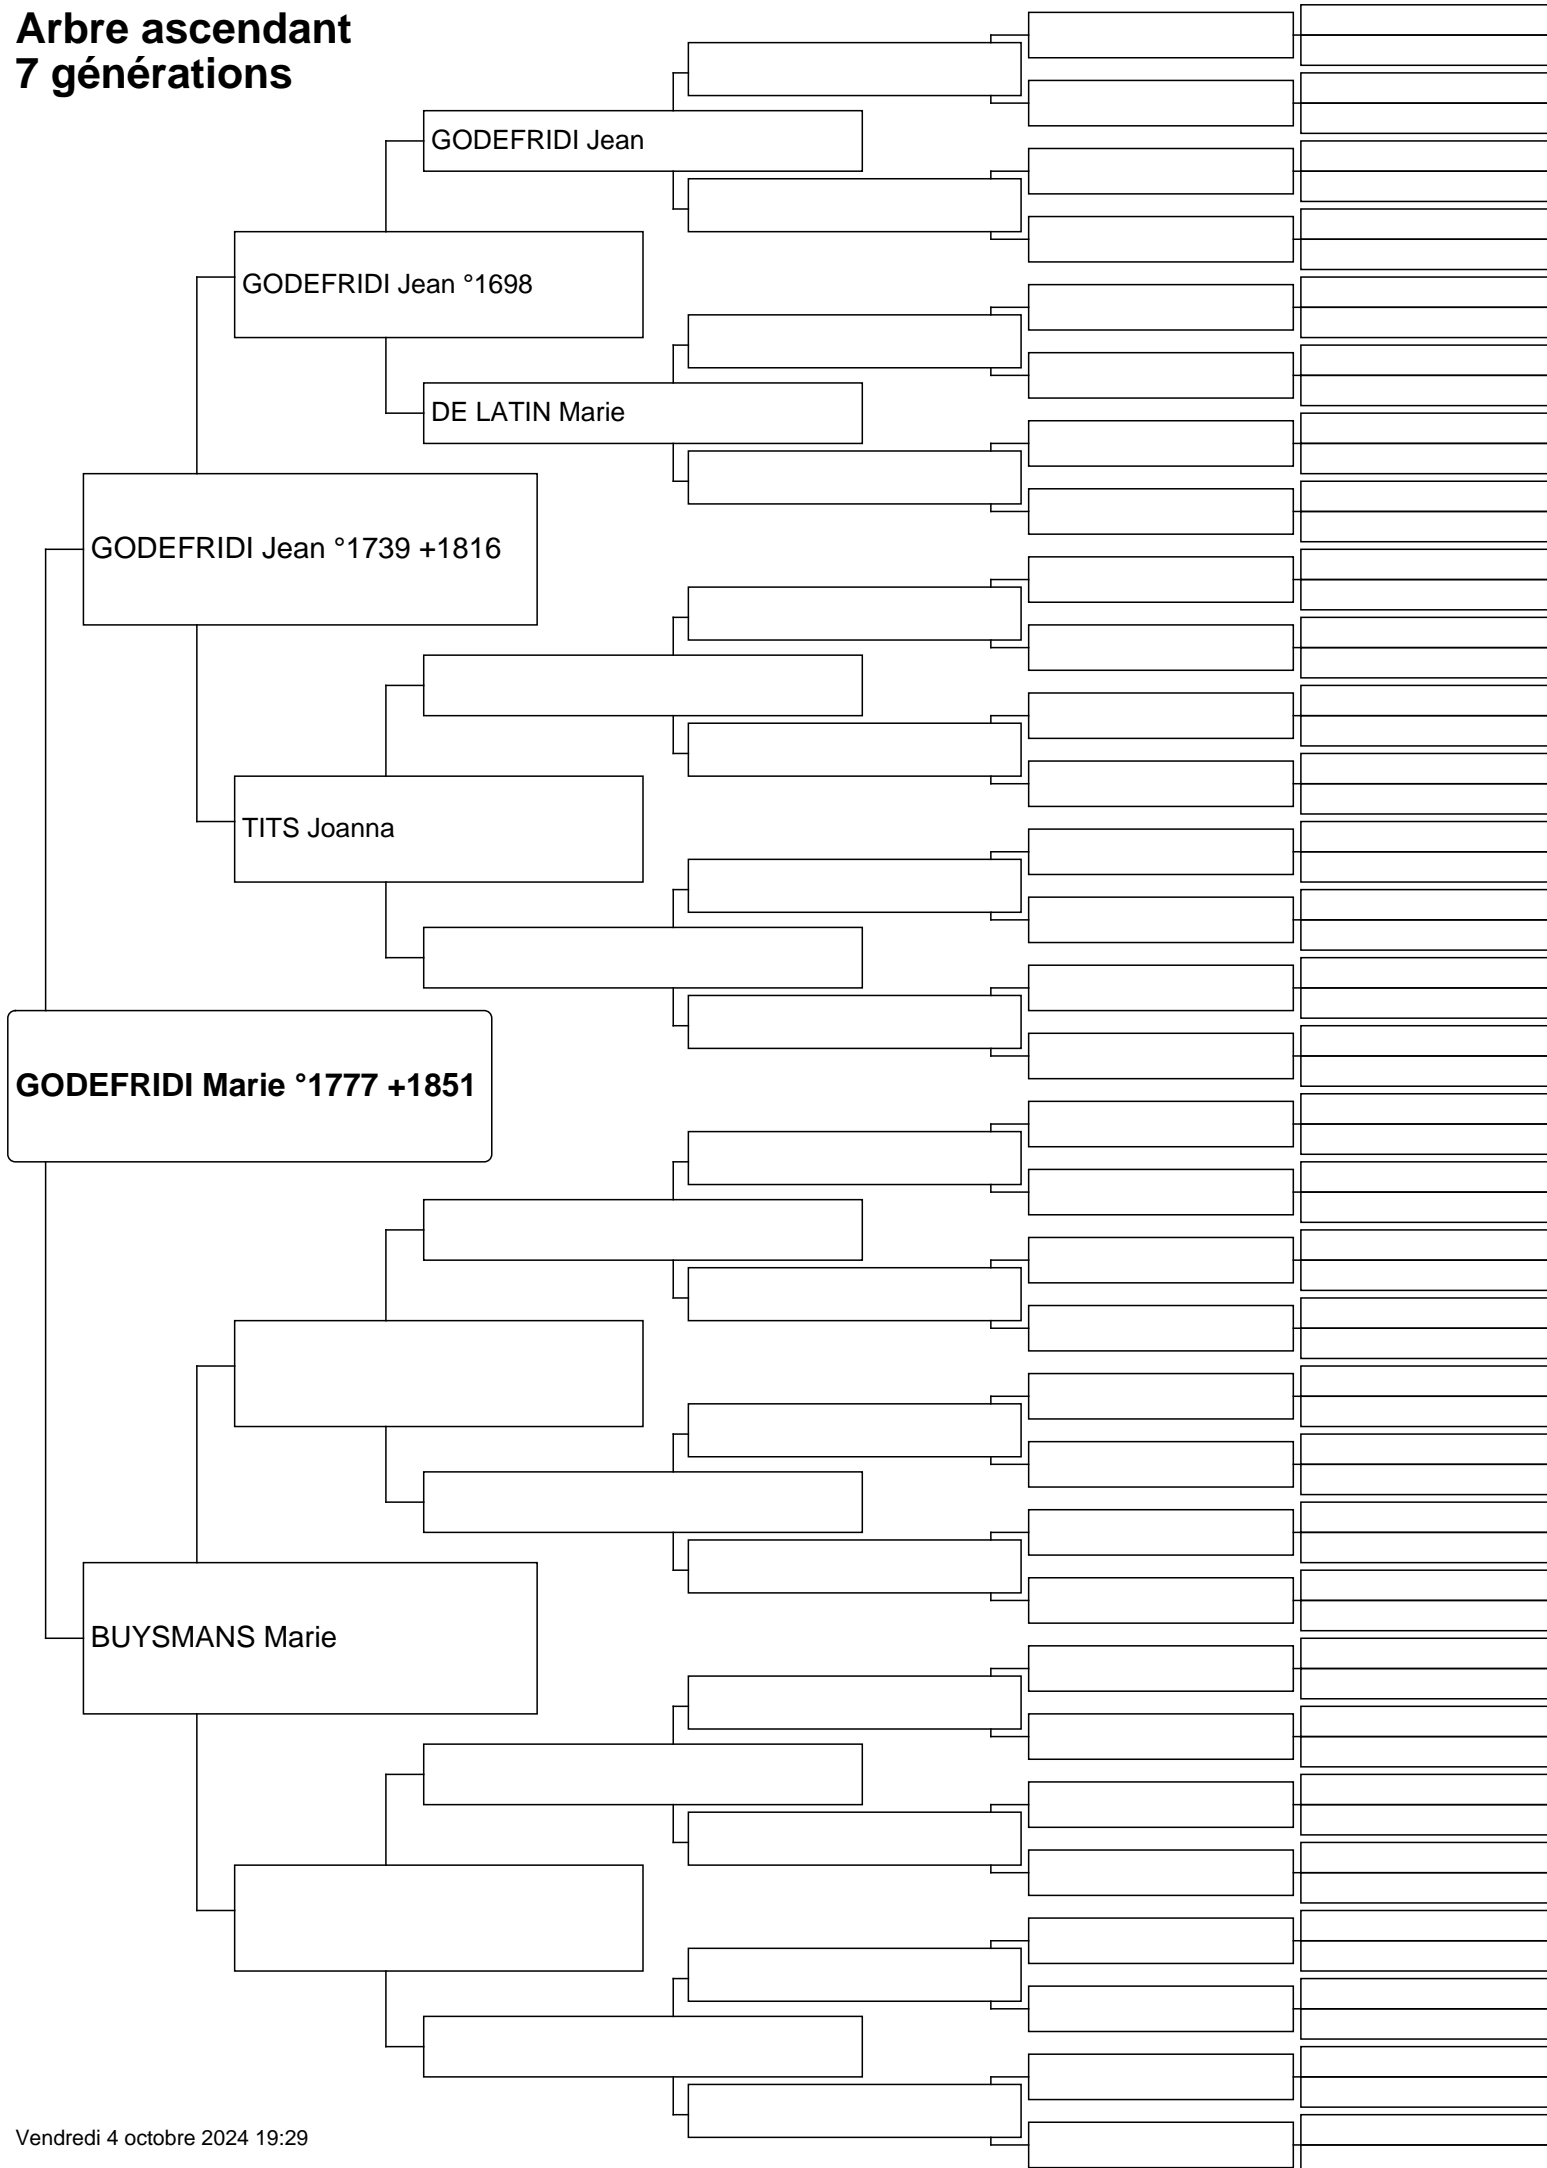 Arbre ascendant
7 générations
GODEFRIDI Jean
GODEFRIDI Jean °1698
DE LATIN Marie
GODEFRIDI Jean °1739 +1816
TITS Joanna
GODEFRIDI Marie °1777 +1851
BUYSMANS Marie
Vendredi 4 octobre 2024 19:29